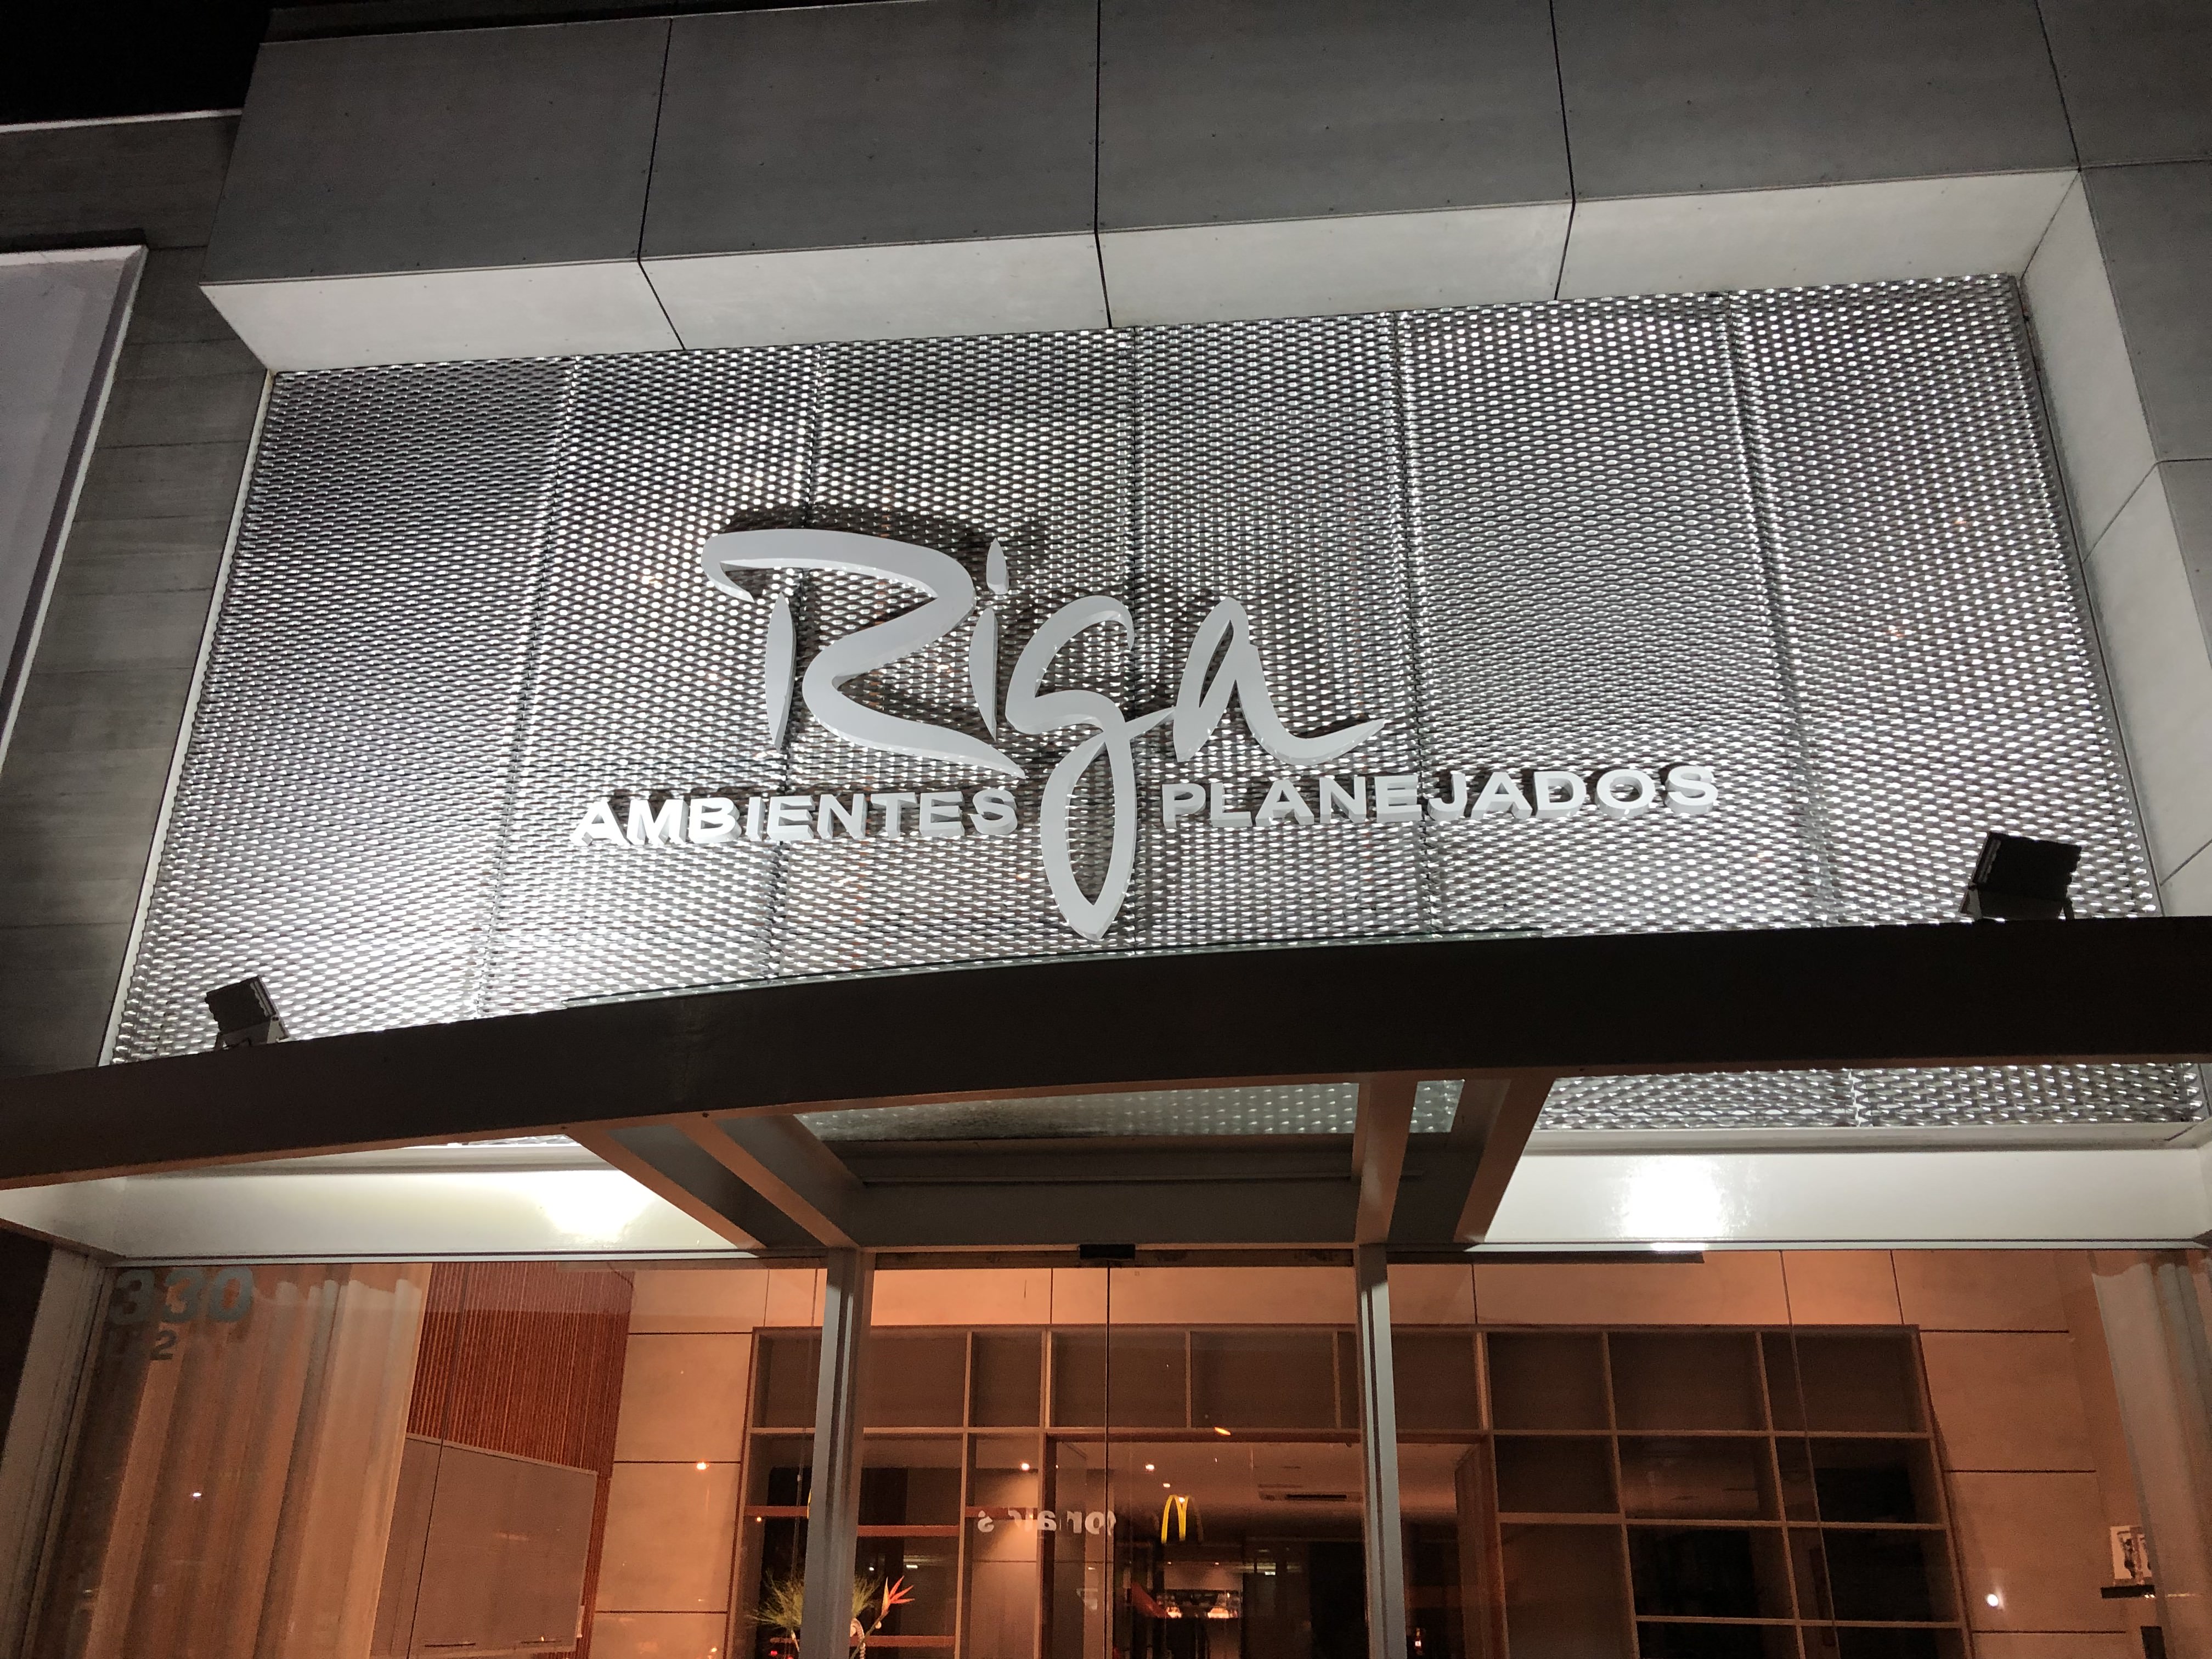 Riga
AMBIENTES PLANEJADOS
330